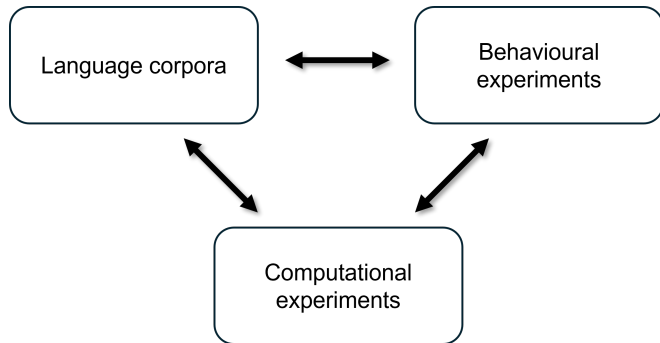 Language corpora
Behavioural
experiments
Computational
experiments